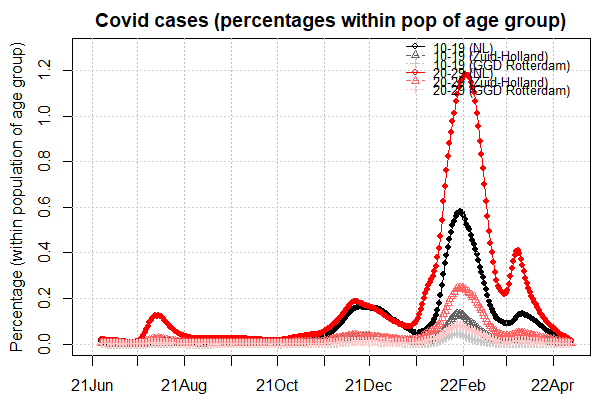 Covid cases (percentages within pop of age group)
Percentage (within population of age group)
1.2
1.0
0.8
0.6
0.4
0.2
0.0
10-19 (NL)
10-19 (Zuid-Holland)
10-19 (GGD Rotterdam)
20-29 (NL)
20-29 (Zuid-Holland)
20-29 (GGD Rotterdam)
21Jun
21Aug
21Oct
21Dec
22Feb
22Apr